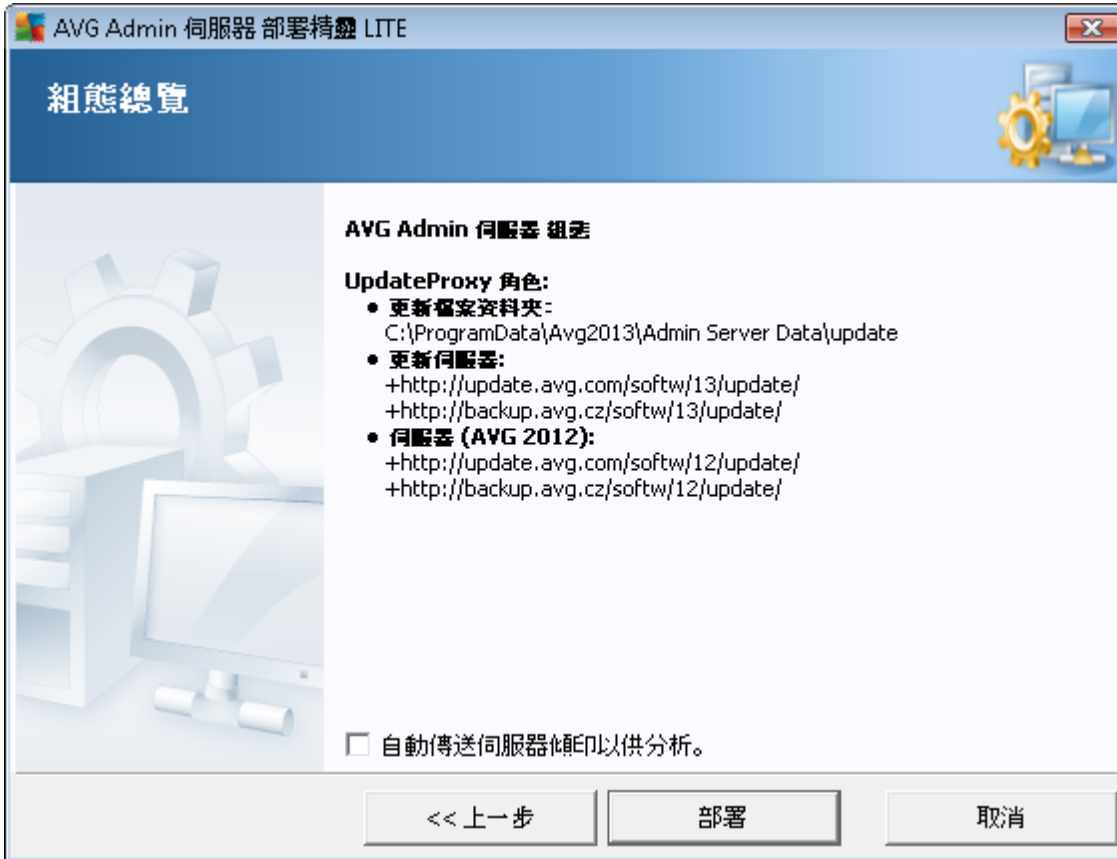 AVG Admin 伺服器 部署精靈 LITE
組態總覽
AVG Admin 伺服器 組態
UpdateProxy 角色:
● 更新檔案資料夾:
C:\ProgramData\Avg2013\Admin Server Data\update
● 更新伺服器:
+http://update.avg.com/softw/13/update/
+http://backup.avg.cz/softw/13/update/
● 伺服器 (AVG 2012):
+http://update.avg.com/softw/12/update/
+http://backup.avg.cz/softw/12/update/
自動傳送伺服器傾印以供分析。
<< 上一步
部署
取消